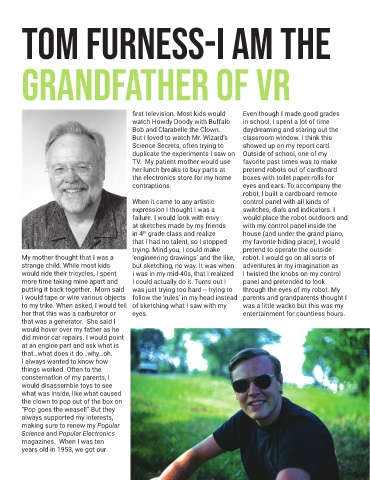 TOM FURNESS-I AM THE
GRANDFATHER OF VR
My mother thought that I was a
strange child. While most kids
would ride their tricycles, I spent
more time taking mine apart and
putting it back together. Mom said
I would tape or wire various objects
to my trike. When asked, I would tell
her that this was a carburetor or
that was a generator. She said I
would hover over my father as he
did minor car repairs. I would point
at an engine part and ask what is
that...what does it do...why...oh.
I always wanted to know how
things worked. Often to the
consternation of my parents, I
would disassemble toys to see
what was inside, like what caused
the clown to pop out of the box on
"Pop goes the weasel!" But they
always supported my interests,
making sure to renew my Popular
Science and Popular Electronics
magazines. When I was ten
years old in 1953, we got our
first television. Most kids would
watch Howdy Doody with Buffalo
Bob and Clarabelle the Clown.
But I loved to watch Mr. Wizard's
Science Secrets, often trying to
duplicate the experiments I saw on
TV. My patient mother would use
her lunch breaks to buy parts at
the electronics store for my home
contraptions.
When it came to any artistic
expression I thought I was a
failure. I would look with envy
at sketches made by my friends
in 4th grade class and realize
that I had no talent, so I stopped
trying. Mind you, I could make
'engineering drawings' and the like,
but sketching, no way. It was when
I was in my mid-40s, that I realized
I could actually do it. Turns out I
was just trying too hard – trying to
follow the 'rules' in my head instead
of sketching what I saw with my
eyes.
Even though I made good grades
in school, I spent a lot of time
daydreaming and staring out the
classroom window. I think this
showed up on my report card.
Outside of school, one of my
favorite past times was to make
pretend robots out of cardboard
boxes with toilet paper rolls for
eyes and ears. To accompany the
robot, I built a cardboard remote
control panel with all kinds of
switches, dials and indicators. I
would place the robot outdoors and
with my control panel inside the
house (and under the grand piano,
my favorite hiding place), I would
pretend to operate the outside
robot. I would go on all sorts of
adventures in my imagination as
I twisted the knobs on my control
panel and pretended to look
through the eyes of my robot. My
parents and grandparents thought I
was a little wacko but this was my
entertainment for countless hours.